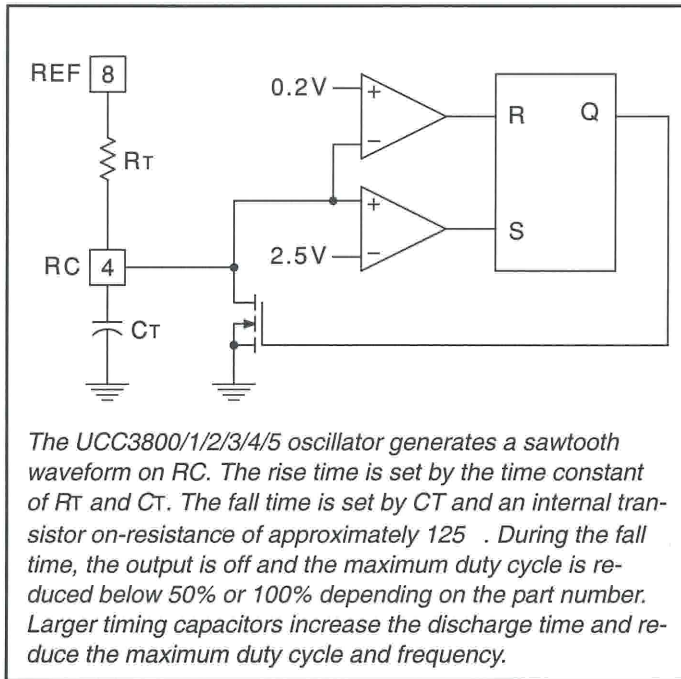 REF 8
0.2V
+
−
R Q
RT
+
S
RC 4
2.5V
−
CT
The UCC3800/1/2/3/4/5 oscillator generates a sawtooth
waveform on RC. The rise time is set by the time constant
of RT and CT. The fall time is set by CT and an internal tran-
sistor on-resistance of approximately 125 . During the fall
time, the output is off and the maximum duty cycle is re-
duced below 50% or 100% depending on the part number.
Larger timing capacitors increase the discharge time and re-
duce the maximum duty cycle and frequency.